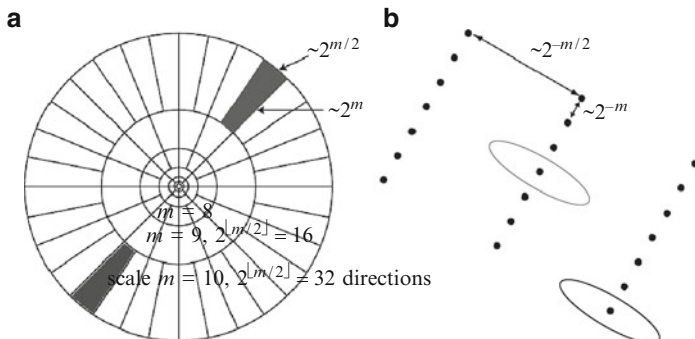 a
~2^{m/2}
~2^m
m = 8
m = 9, 2^{⌊m/2⌋} = 16
scale m = 10, 2^{⌊m/2⌋} = 32 directions
b
~2^{-m/2}
~2^{-m}